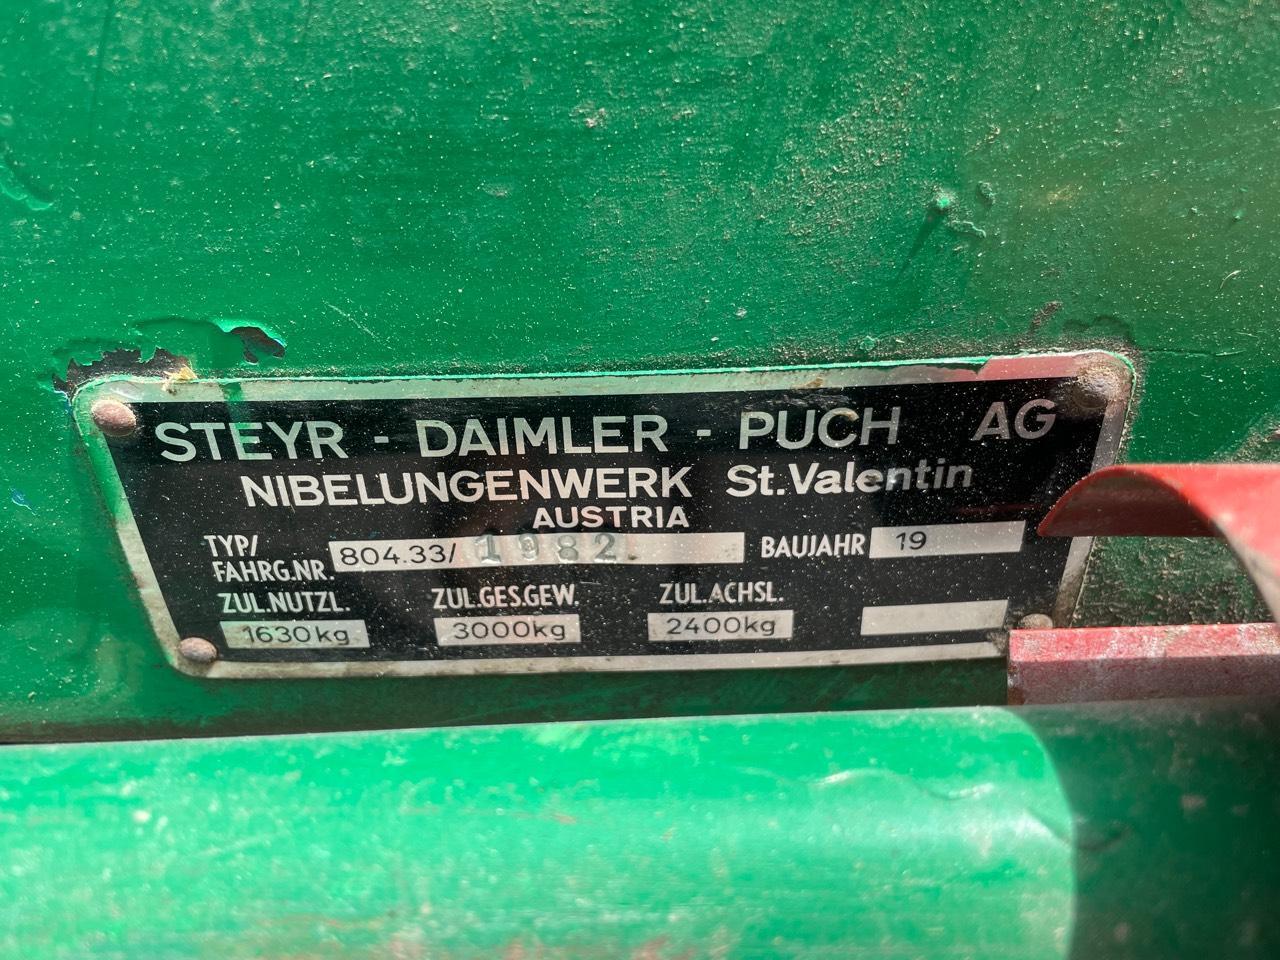 STEYR - DAIMLER - PUCH AG
NIBELUNGENWERK St. Valentin
AUSTRIA
TYP/
FAHRG.NR. 804.33/ 1982. BAUJAHR 19
ZUL.NUTZL. ZUL.GES.GEW. ZUL.ACHSL.
1630kg 3000kg 2400kg